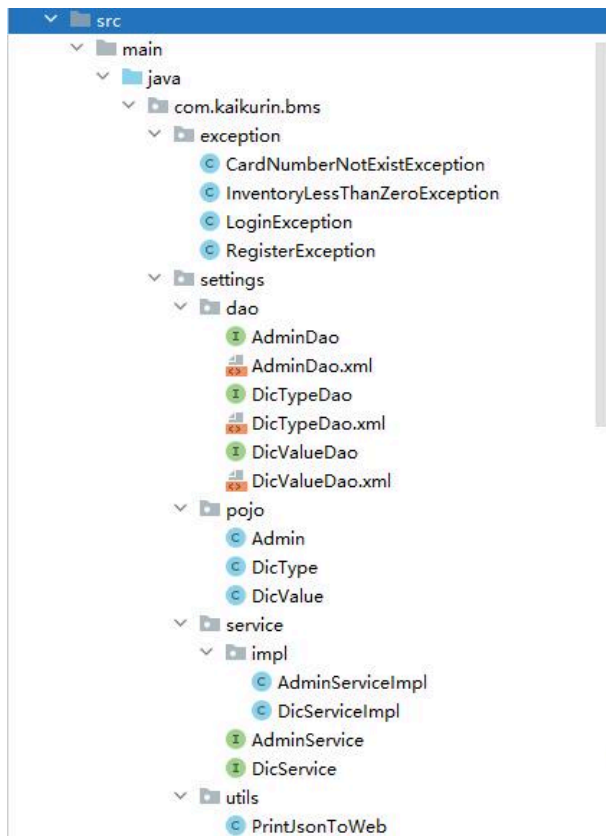 src
main
java
com.kaikurin.bms
exception
CardNumberNotExistException
InventoryLessThanZeroException
LoginException
RegisterException
settings
dao
AdminDao
AdminDao.xml
DicTypeDao
DicTypeDao.xml
DicValueDao
DicValueDao.xml
pojo
Admin
DicType
DicValue
service
impl
AdminServiceImpl
DicServiceImpl
AdminService
DicService
utils
PrintJsonToWeb